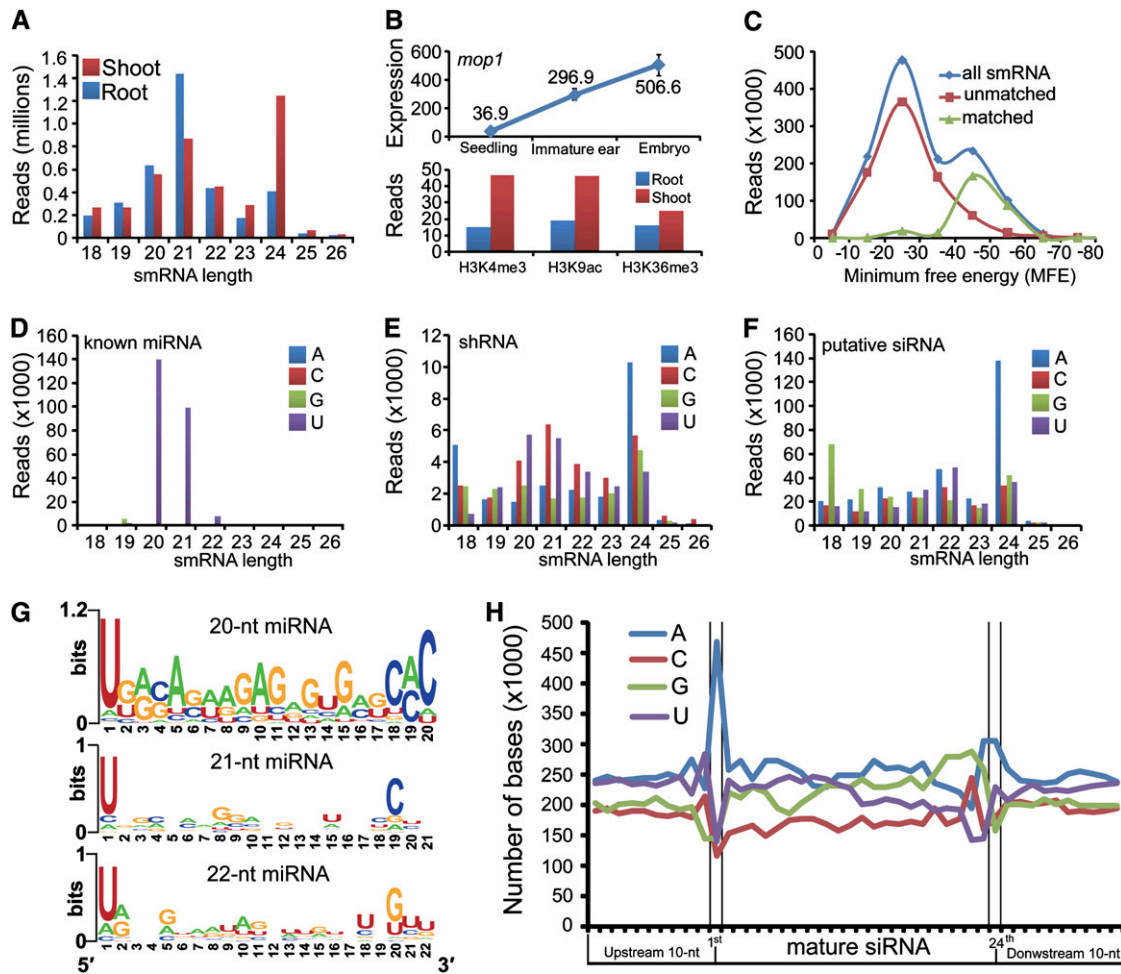 A
Reads (millions)
1.6
1.4
1.2
1.0
0.8
0.6
0.4
0.2
0
Shoot
Root
18 19 20 21 22 23 24 25 26
smRNA length
B
Expression
600
400
200
0
mop1
36.9
296.9
506.6
Seedling Immature ear Embryo
Reads
50
40
30
20
10
0
Root
Shoot
H3K4me3 H3K9ac H3K36me3
C
Reads (x1000)
500
400
300
200
100
0
all smRNA
unmatched
matched
-0 -10 -20 -30 -40 -50 -60 -70 -80
Minimum free energy (MFE)
D
Reads (x1000)
160
140
120
100
80
60
40
20
0
known miRNA
A
C
G
U
18 19 20 21 22 23 24 25 26
smRNA length
E
Reads (x1000)
12
10
8
6
4
2
0
shRNA
A
C
G
U
18 19 20 21 22 23 24 25 26
smRNA length
F
Reads (x1000)
160
140
120
100
80
60
40
20
0
putative siRNA
A
C
G
U
18 19 20 21 22 23 24 25 26
smRNA length
G
1.2
bits
0
20-nt miRNA
1 2 3 4 5 6 7 8 9 10 11 12 13 14 15 16 17 18 19 20
1
bits
0
21-nt miRNA
1 2 3 4 5 6 7 8 9 10 11 12 13 14 15 16 17 18 19 20 21
1
bits
0
22-nt miRNA
1 2 3 4 5 6 7 8 9 10 11 12 13 14 15 16 17 18 19 20 21 22
5′ 3′
H
Number of bases (x1000)
500
450
400
350
300
250
200
150
100
50
0
A
C
G
U
Upstream 10-nt
1st
mature siRNA
24th
Donwstream 10-nt